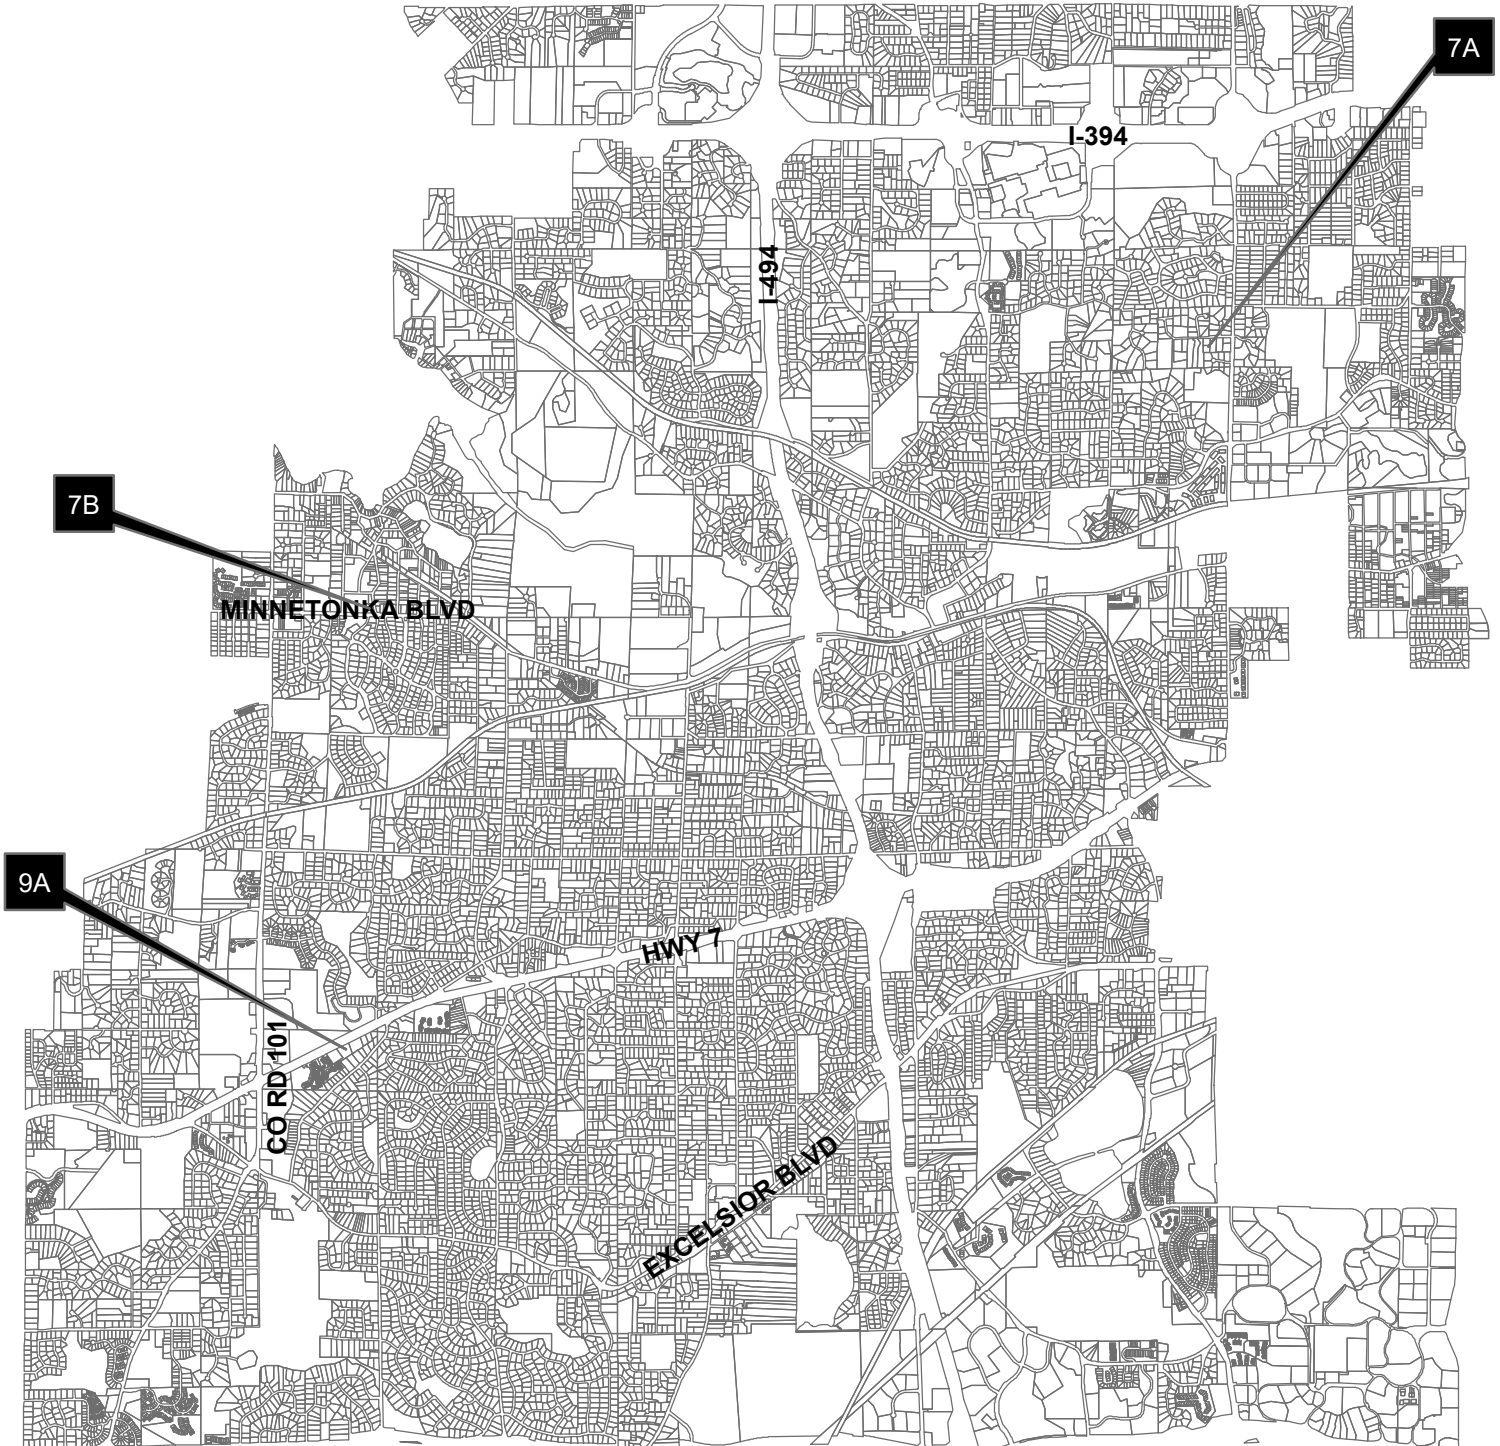 7A
I-394
I-494
7B
MINNETONKA BLVD
9A
HWY 7
CO RD 101
EXCELSIOR BLVD